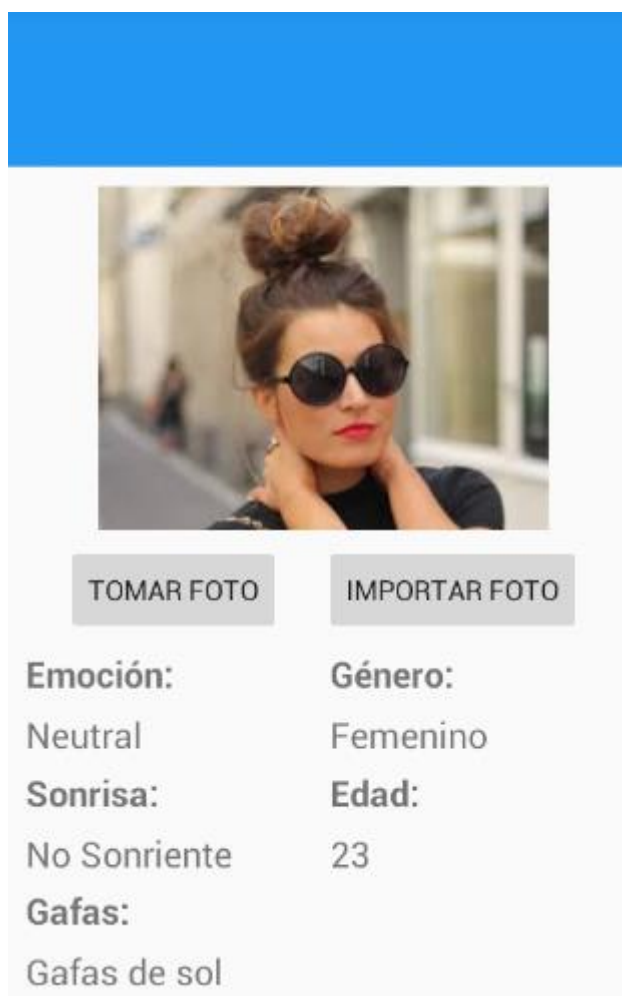 TOMAR FOTO
IMPORTAR FOTO
Emoción:
Género:
Neutral
Femenino
Sonrisa:
Edad:
No Sonriente
23
Gafas:
Gafas de sol